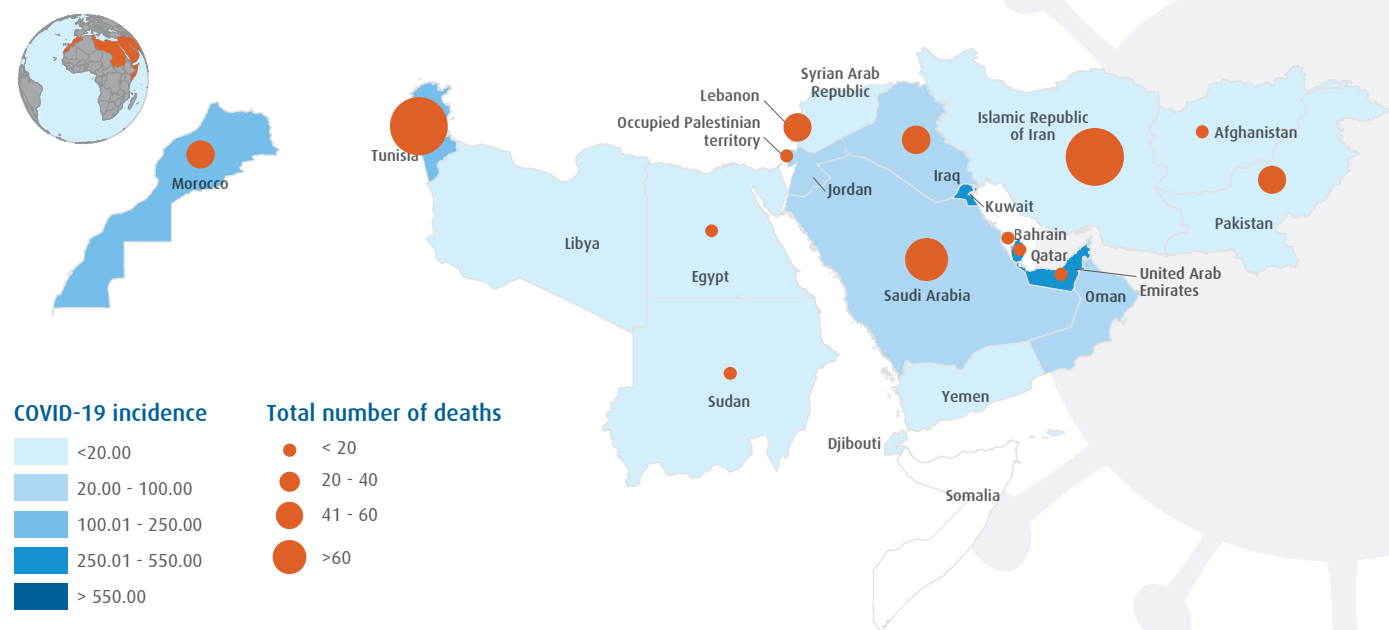 Syrian Arab
Republic
Lebanon
Occupied Palestinian
territory
Islamic Republic
of Iran
Afghanistan
Tunisia
Morocco
Iraq
Jordan
Kuwait
Pakistan
Bahrain
Qatar
Libya
Egypt
United Arab
Emirates
Saudi Arabia
Oman
Sudan
Yemen
Djibouti
Somalia
COVID-19 incidence
<20.00
20.00 - 100.00
100.01 - 250.00
250.01 - 550.00
> 550.00
Total number of deaths
< 20
20 - 40
41 - 60
>60